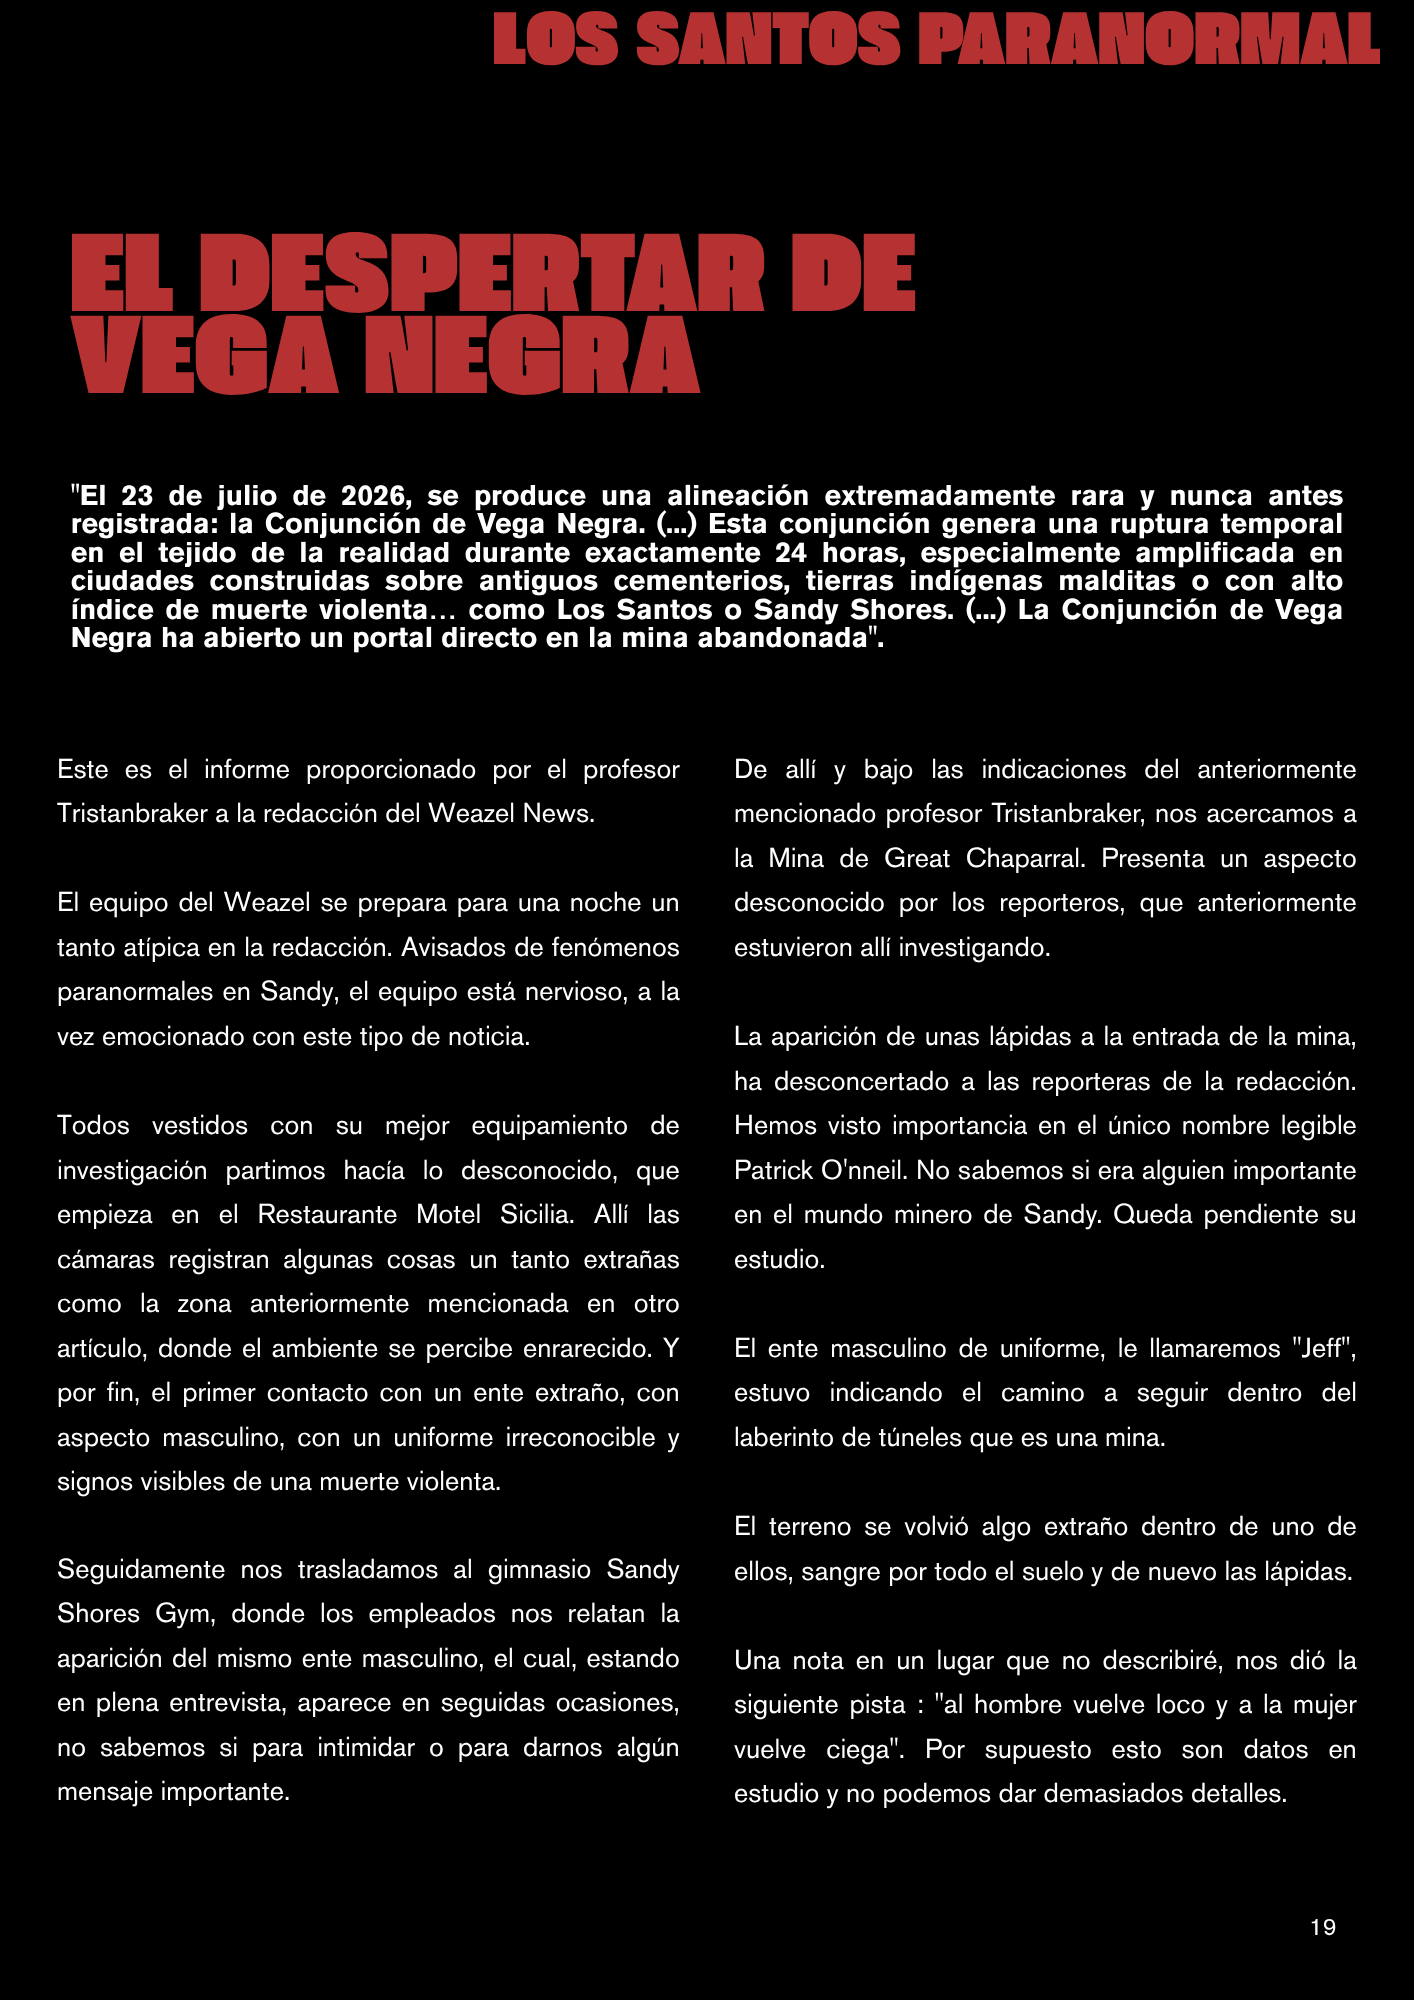 LOS SANTOS PARANORMAL
EL DESPERTAR DE
VEGA NEGRA
"El 23 de julio de 2026, se produce una alineación extremadamente rara y nunca antes
registrada: la Conjunción de Vega Negra. (...) Esta conjunción genera una ruptura temporal
en el tejido de la realidad durante exactamente 24 horas, especialmente amplificada en
ciudades construidas sobre antiguos cementerios, tierras indígenas malditas o con alto
índice de muerte violenta… como Los Santos o Sandy Shores. (...) La Conjunción de Vega
Negra ha abierto un portal directo en la mina abandonada".
Este es el informe proporcionado por el profesor
Tristanbraker a la redacción del Weazel News.
El equipo del Weazel se prepara para una noche un
tanto atípica en la redacción. Avisados de fenómenos
paranormales en Sandy, el equipo está nervioso, a la
vez emocionado con este tipo de noticia.
Todos vestidos con su mejor equipamiento de
investigación partimos hacía lo desconocido, que
empieza en el Restaurante Motel Sicilia. Allí las
cámaras registran algunas cosas un tanto extrañas
como la zona anteriormente mencionada en otro
artículo, donde el ambiente se percibe enrarecido. Y
por fin, el primer contacto con un ente extraño, con
aspecto masculino, con un uniforme irreconocible y
signos visibles de una muerte violenta.
Seguidamente nos trasladamos al gimnasio Sandy
Shores Gym, donde los empleados nos relatan la
aparición del mismo ente masculino, el cual, estando
en plena entrevista, aparece en seguidas ocasiones,
no sabemos si para intimidar o para darnos algún
mensaje importante.
De allí y bajo las indicaciones del anteriormente
mencionado profesor Tristanbraker, nos acercamos a
la Mina de Great Chaparral. Presenta un aspecto
desconocido por los reporteros, que anteriormente
estuvieron allí investigando.
La aparición de unas lápidas a la entrada de la mina,
ha desconcertado a las reporteras de la redacción.
Hemos visto importancia en el único nombre legible
Patrick O'nneil. No sabemos si era alguien importante
en el mundo minero de Sandy. Queda pendiente su
estudio.
El ente masculino de uniforme, le llamaremos "Jeff",
estuvo indicando el camino a seguir dentro del
laberinto de túneles que es una mina.
El terreno se volvió algo extraño dentro de uno de
ellos, sangre por todo el suelo y de nuevo las lápidas.
Una nota en un lugar que no describiré, nos dió la
siguiente pista : "al hombre vuelve loco y a la mujer
vuelve ciega". Por supuesto esto son datos en
estudio y no podemos dar demasiados detalles.
19